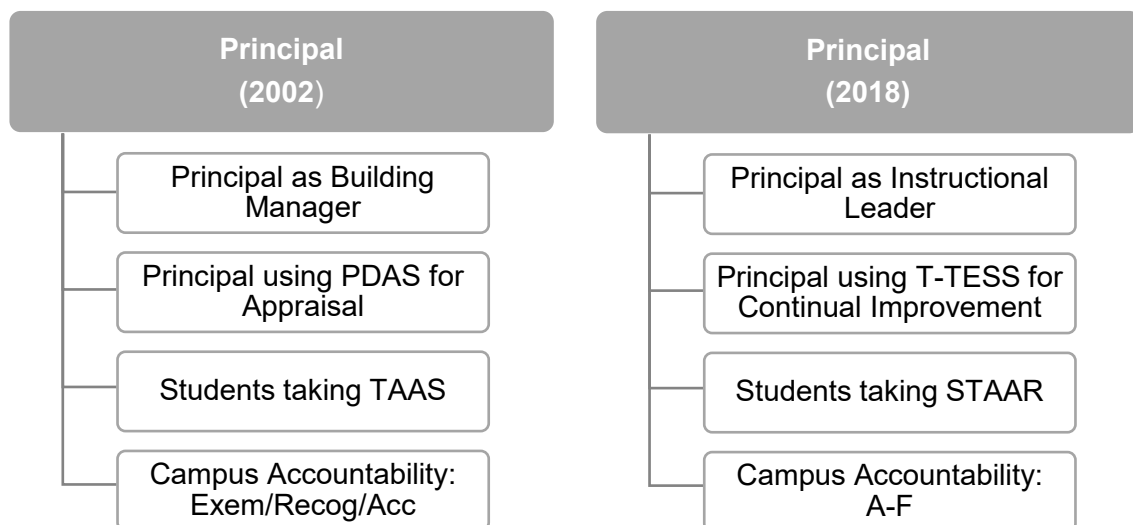 Principal
(2002)
Principal as Building
Manager
Principal using PDAS for
Appraisal
Students taking TAAS
Campus Accountability:
Exem/Recog/Acc
Principal
(2018)
Principal as Instructional
Leader
Principal using T-TESS for
Continual Improvement
Students taking STAAR
Campus Accountability:
A-F